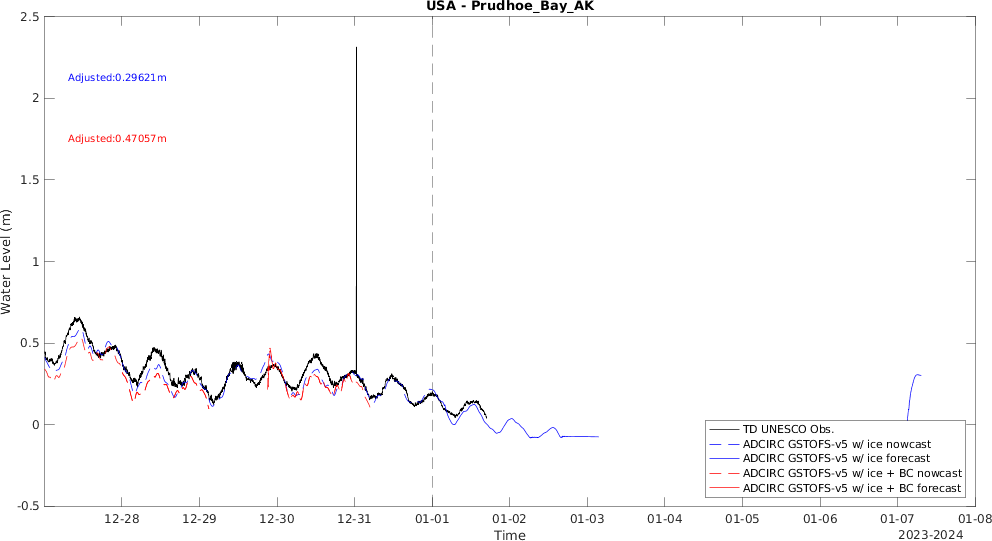 USA - Prudhoe_Bay_AK
2.5
2
1.5
1
0.5
0
-0.5
Water Level (m)
Adjusted:0.29621m
Adjusted:0.47057m
TD UNESCO Obs.
ADCIRC GSTOFS-v5 w/ ice nowcast
ADCIRC GSTOFS-v5 w/ ice forecast
ADCIRC GSTOFS-v5 w/ ice + BC nowcast
ADCIRC GSTOFS-v5 w/ ice + BC forecast
12-28 12-29 12-30 12-31 01-01 01-02 01-03 01-04 01-05 01-06 01-07 01-08
Time
2023-2024